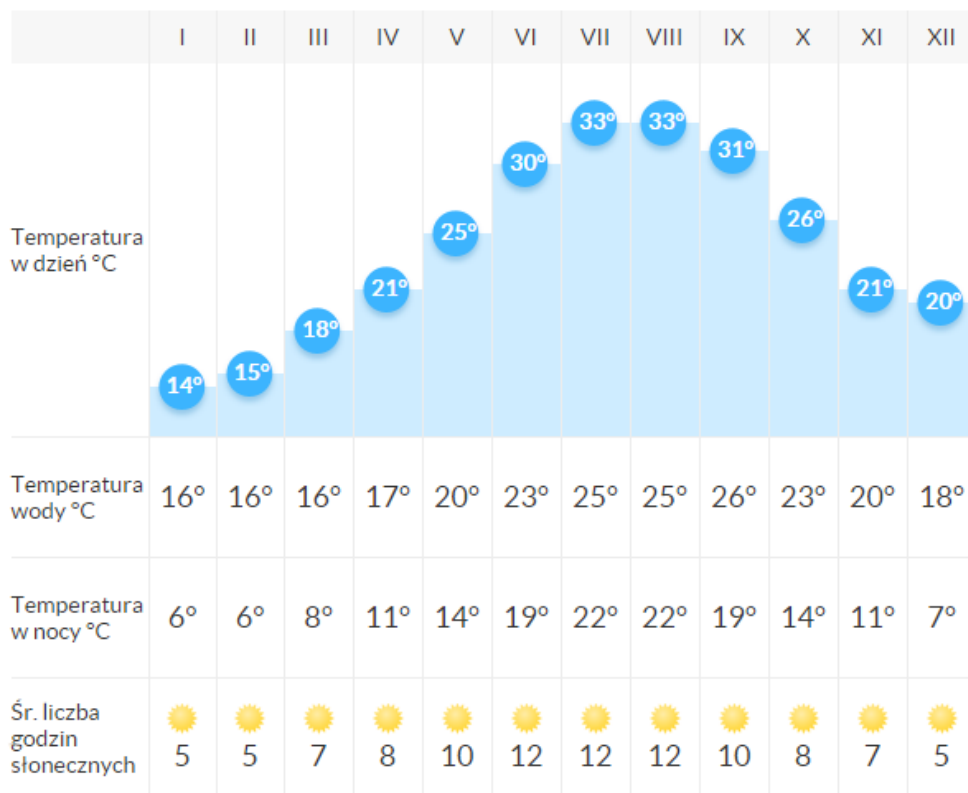 I II III IV V VI VII VIII IX X XI XII
Temperatura
w dzień °C
14° 15° 18° 21° 25° 30° 33° 33° 31° 26° 21° 20°
Temperatura
wody °C
16° 16° 16° 17° 20° 23° 25° 25° 26° 23° 20° 18°
Temperatura
w nocy °C
6° 6° 8° 11° 14° 19° 22° 22° 19° 14° 11° 7°
Śr. liczba
godzin
słonecznych
5 5 7 8 10 12 12 12 10 8 7 5